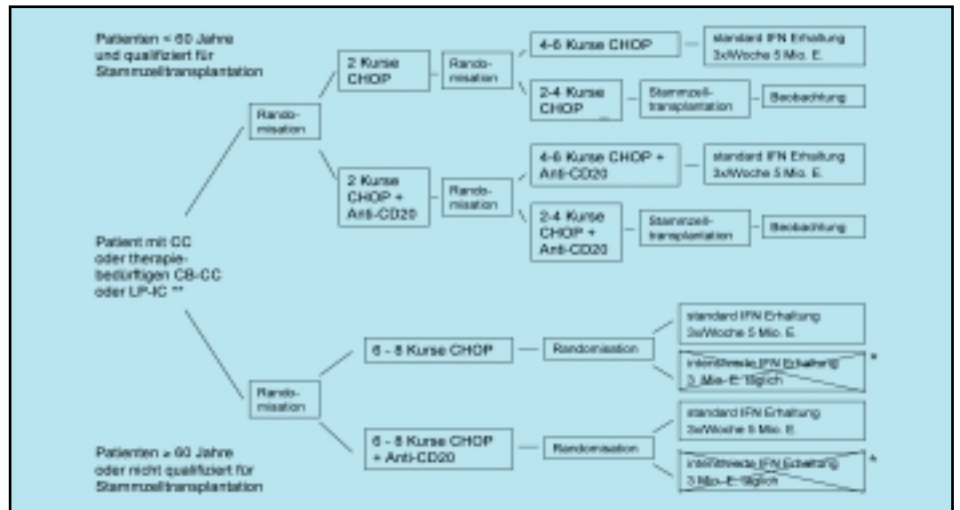 Patienten < 60 Jahre
und qualifiziert für
Stammzelltransplantation
Rando-
misation
2 Kurse
CHOP
Rando-
misation
4-6 Kurse CHOP
standard IFN Erhaltung
3x/Woche 5 Mio. E.
2-4 Kurse
CHOP
Stammzell-
transplantation
Beobachtung
2 Kurse
CHOP +
Anti-CD20
Rando-
misation
4-6 Kurse CHOP +
Anti-CD20
standard IFN Erhaltung
3x/Woche 5 Mio. E.
2-4 Kurse
CHOP +
Anti-CD20
Stammzell-
transplantation
Beobachtung
Patient mit CC
oder therapie-
bedürftigen CB-CC
oder LP-IC **
Rando-
misation
6 - 8 Kurse CHOP
Randomisation
standard IFN Erhaltung
3x/Woche 5 Mio. E.
intensivierte IFN Erhaltung *
3 Mio. E. täglich
6 - 8 Kurse CHOP
+ Anti-CD20
Randomisation
standard IFN Erhaltung
3x/Woche 5 Mio. E.
intensivierte IFN Erhaltung *
3 Mio. E. täglich
Patienten ≥ 60 Jahre
oder nicht qualifiziert für
Stammzelltransplantation